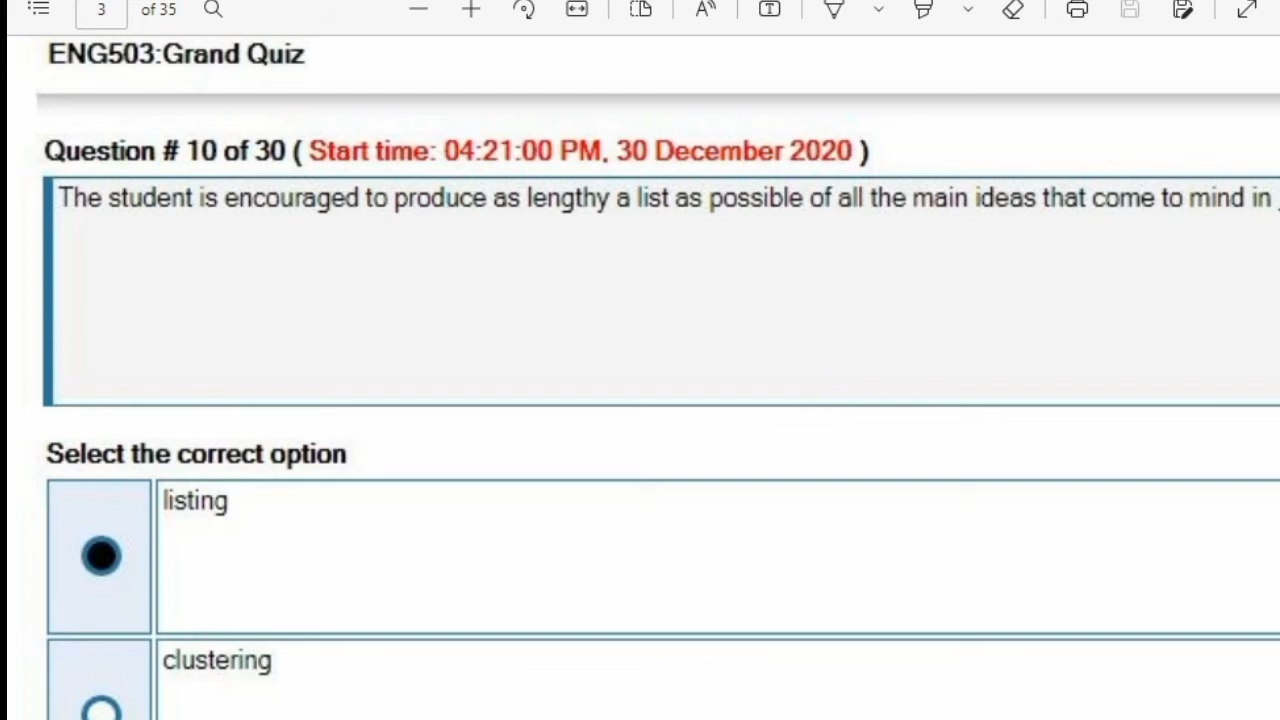 3 of 35
ENG503:Grand Quiz
Question # 10 of 30 ( Start time: 04:21:00 PM, 30 December 2020 )
The student is encouraged to produce as lengthy a list as possible of all the main ideas that come to mind in
Select the correct option
listing
clustering